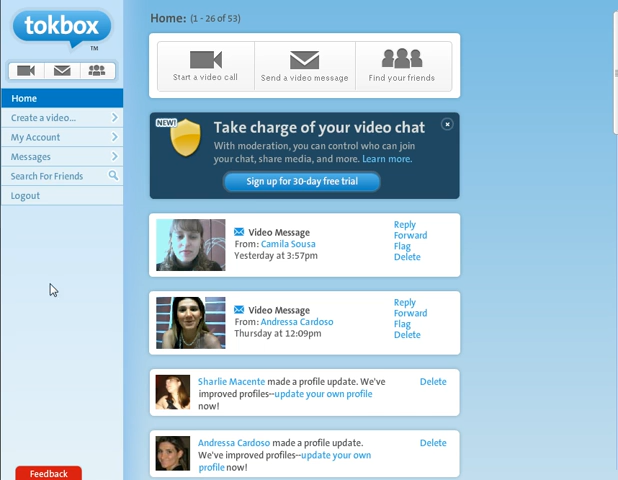 tokbox
TM
Home
Create a video...
My Account
Messages
Search For Friends
Logout
Feedback
Home: (1 - 26 of 53)
Start a video call
Send a video message
Find your friends
NEW!
Take charge of your video chat
With moderation, you can control who can join
your chat, share media, and more. Learn more.
Sign up for 30-day free trial
Video Message
From: Camila Sousa
Yesterday at 3:57pm
Reply
Forward
Flag
Delete
Video Message
From: Andressa Cardoso
Thursday at 12:09pm
Reply
Forward
Flag
Delete
Sharlie Macente made a profile update. We've
improved profiles--update your own profile
now!
Delete
Andressa Cardoso made a profile update.
We've improved profiles--update your own
profile now!
Delete